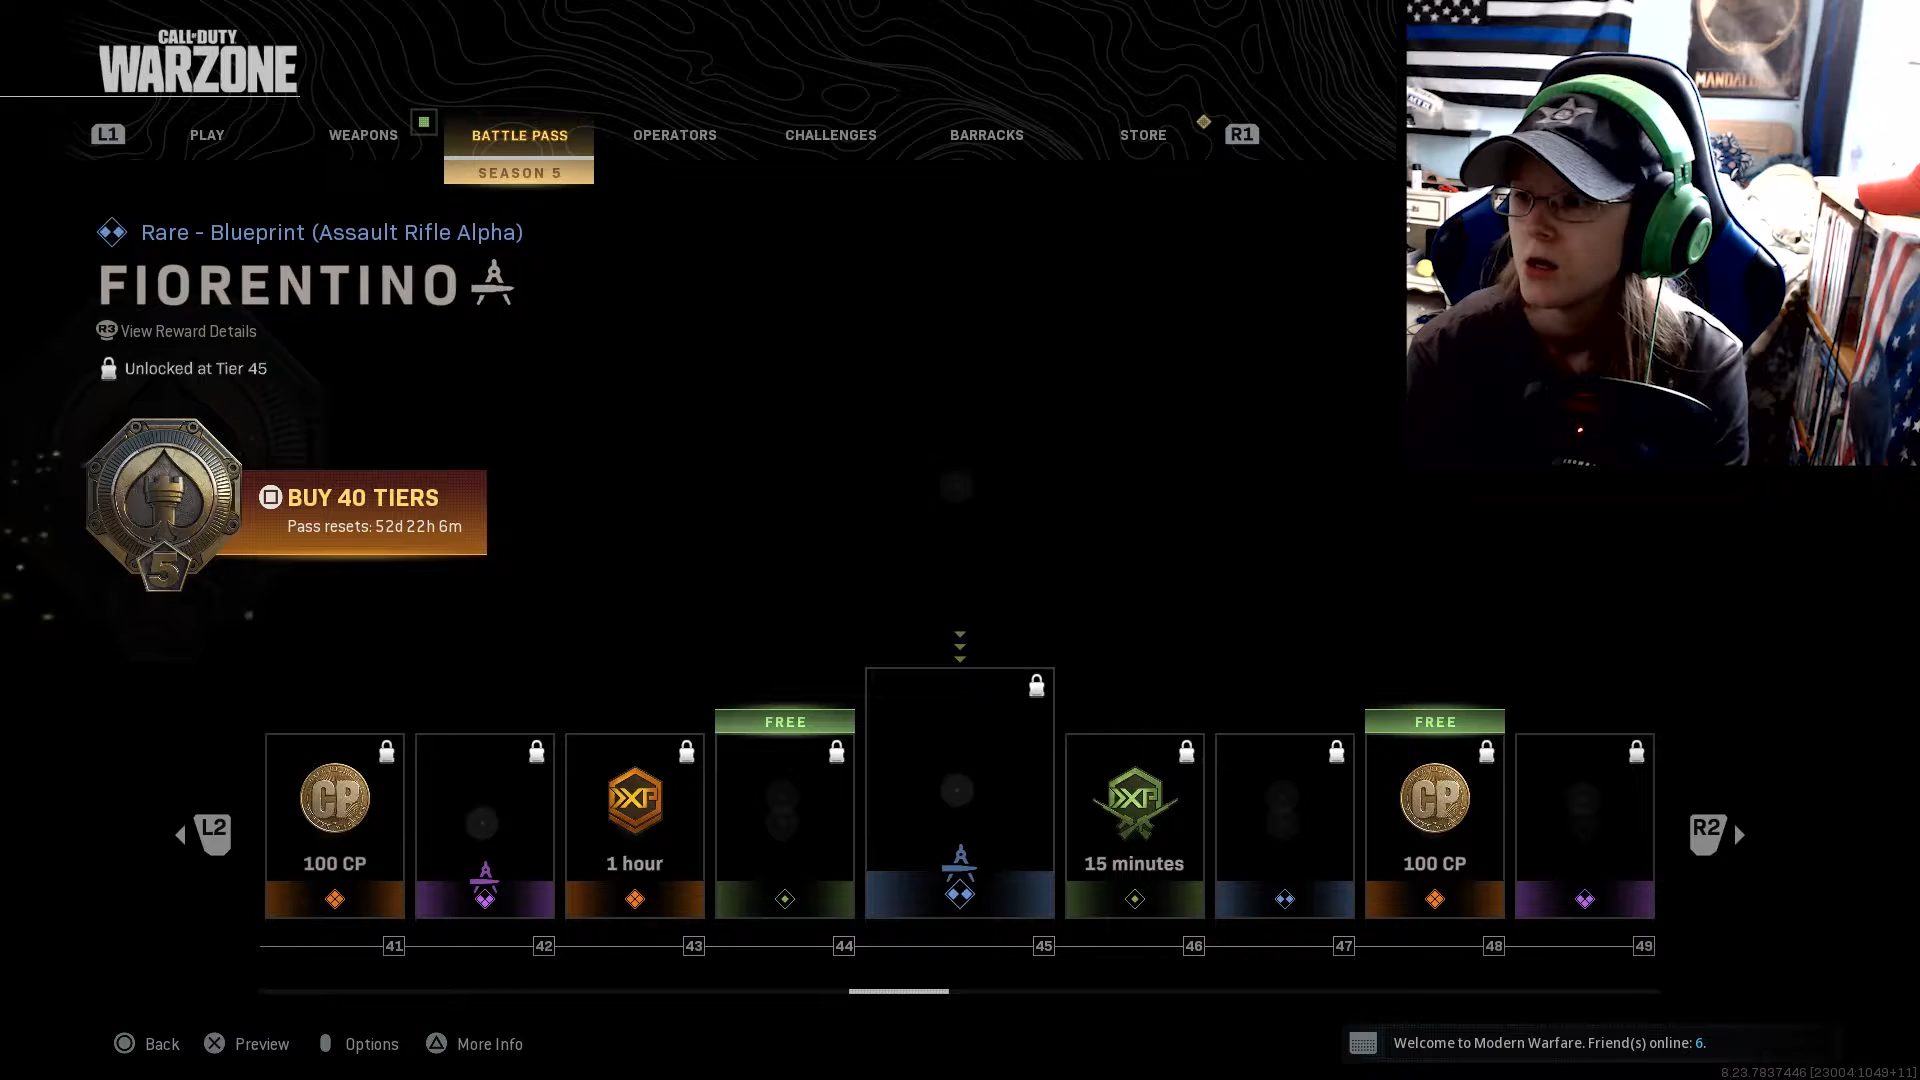 CALL OF DUTY
WARZONE
L1
PLAY
WEAPONS
BATTLE PASS
OPERATORS
CHALLENGES
BARRACKS
STORE
R1
SEASON 5
Rare - Blueprint (Assault Rifle Alpha)
FIORENTINO
R3 View Reward Details
Unlocked at Tier 45
BUY 40 TIERS
Pass resets: 52d 22h 6m
5
FREE
FREE
CP
2XP
2XP
CP
L2
R2
100 CP
1 hour
15 minutes
100 CP
41
42
43
44
45
46
47
48
49
Back
Preview
Options
More Info
Welcome to Modern Warfare. Friend(s) online: 6.
8.23.7837446 [23004:1049+11]